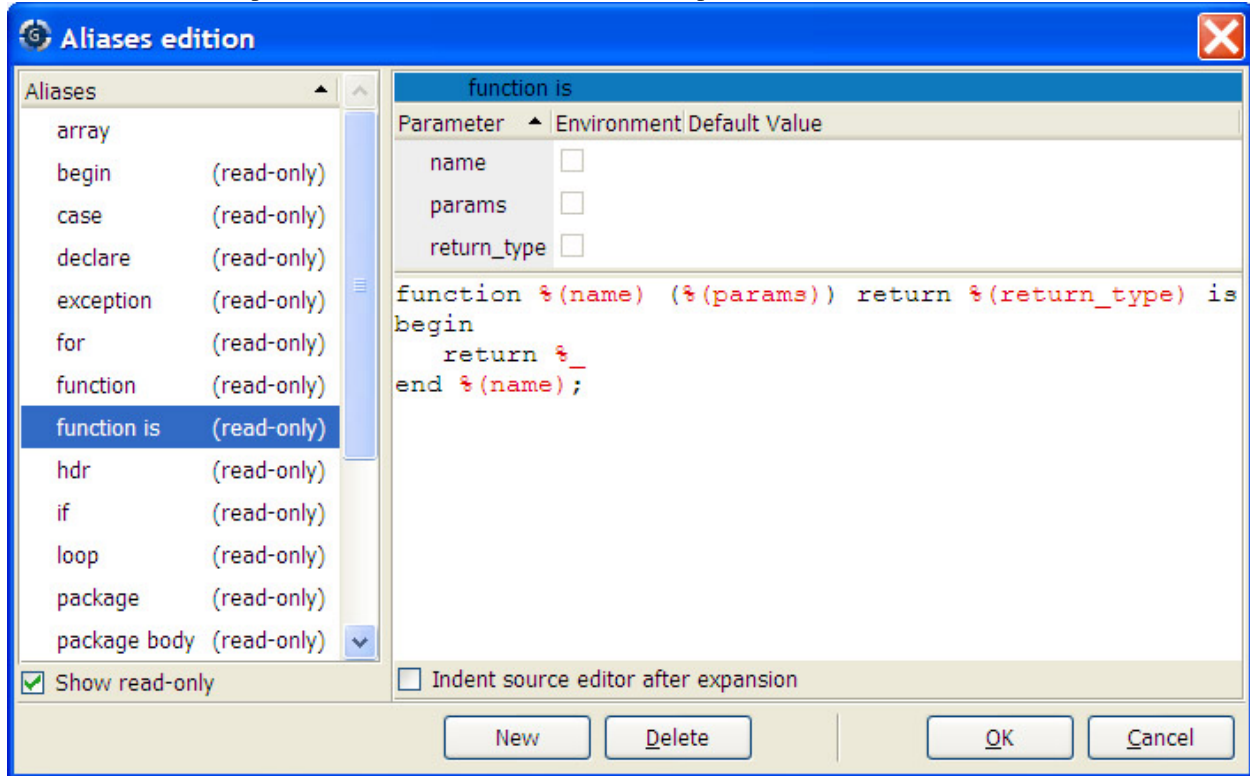 Aliases edition
Aliases
array
begin (read-only)
case (read-only)
declare (read-only)
exception (read-only)
for (read-only)
function (read-only)
function is (read-only)
hdr (read-only)
if (read-only)
loop (read-only)
package (read-only)
package body (read-only)
Show read-only
function is
Parameter Environment Default Value
name
params
return_type
function %(name) (%(params)) return %(return_type) is
begin
   return %_
end %(name);
Indent source editor after expansion
New Delete OK Cancel